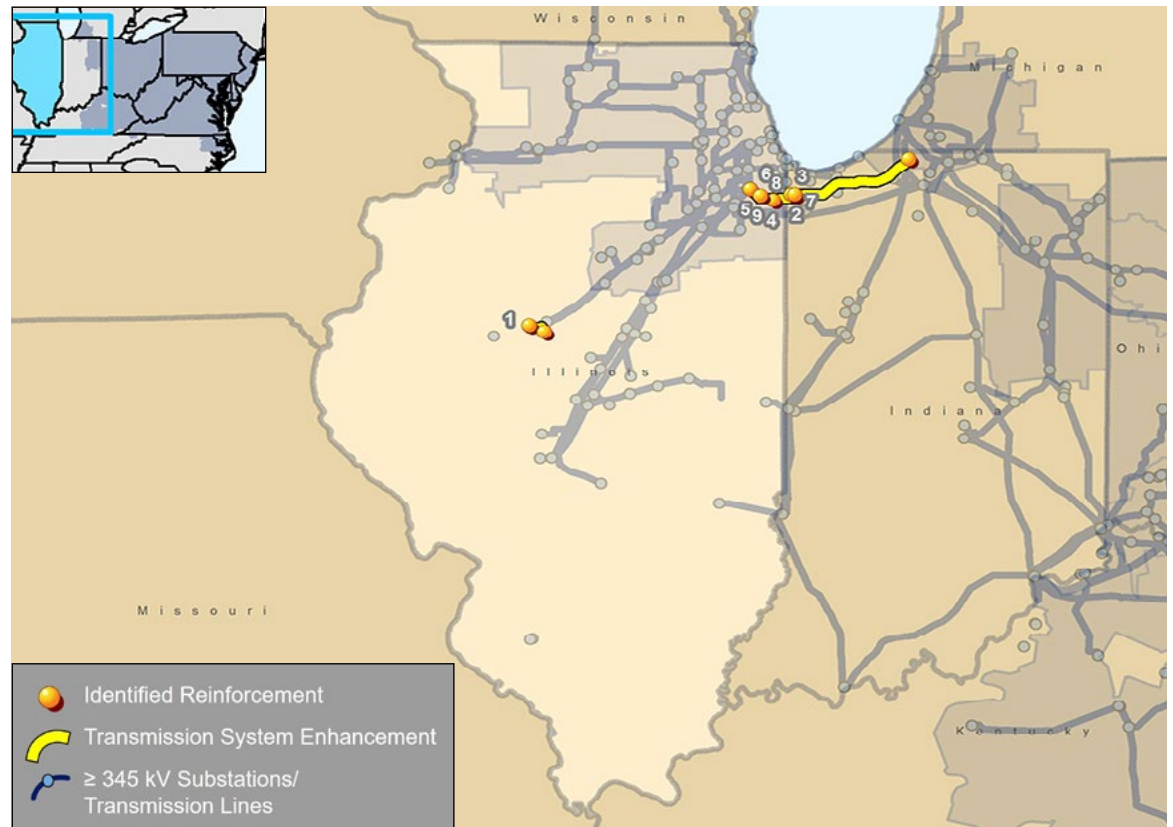 Wisconsin
Michigan
6
8
3
5
9
4
2
7
1
Illinois
Indiana
Ohi
Missouri
Kentucky
Identified Reinforcement
Transmission System Enhancement
≥ 345 kV Substations/
Transmission Lines